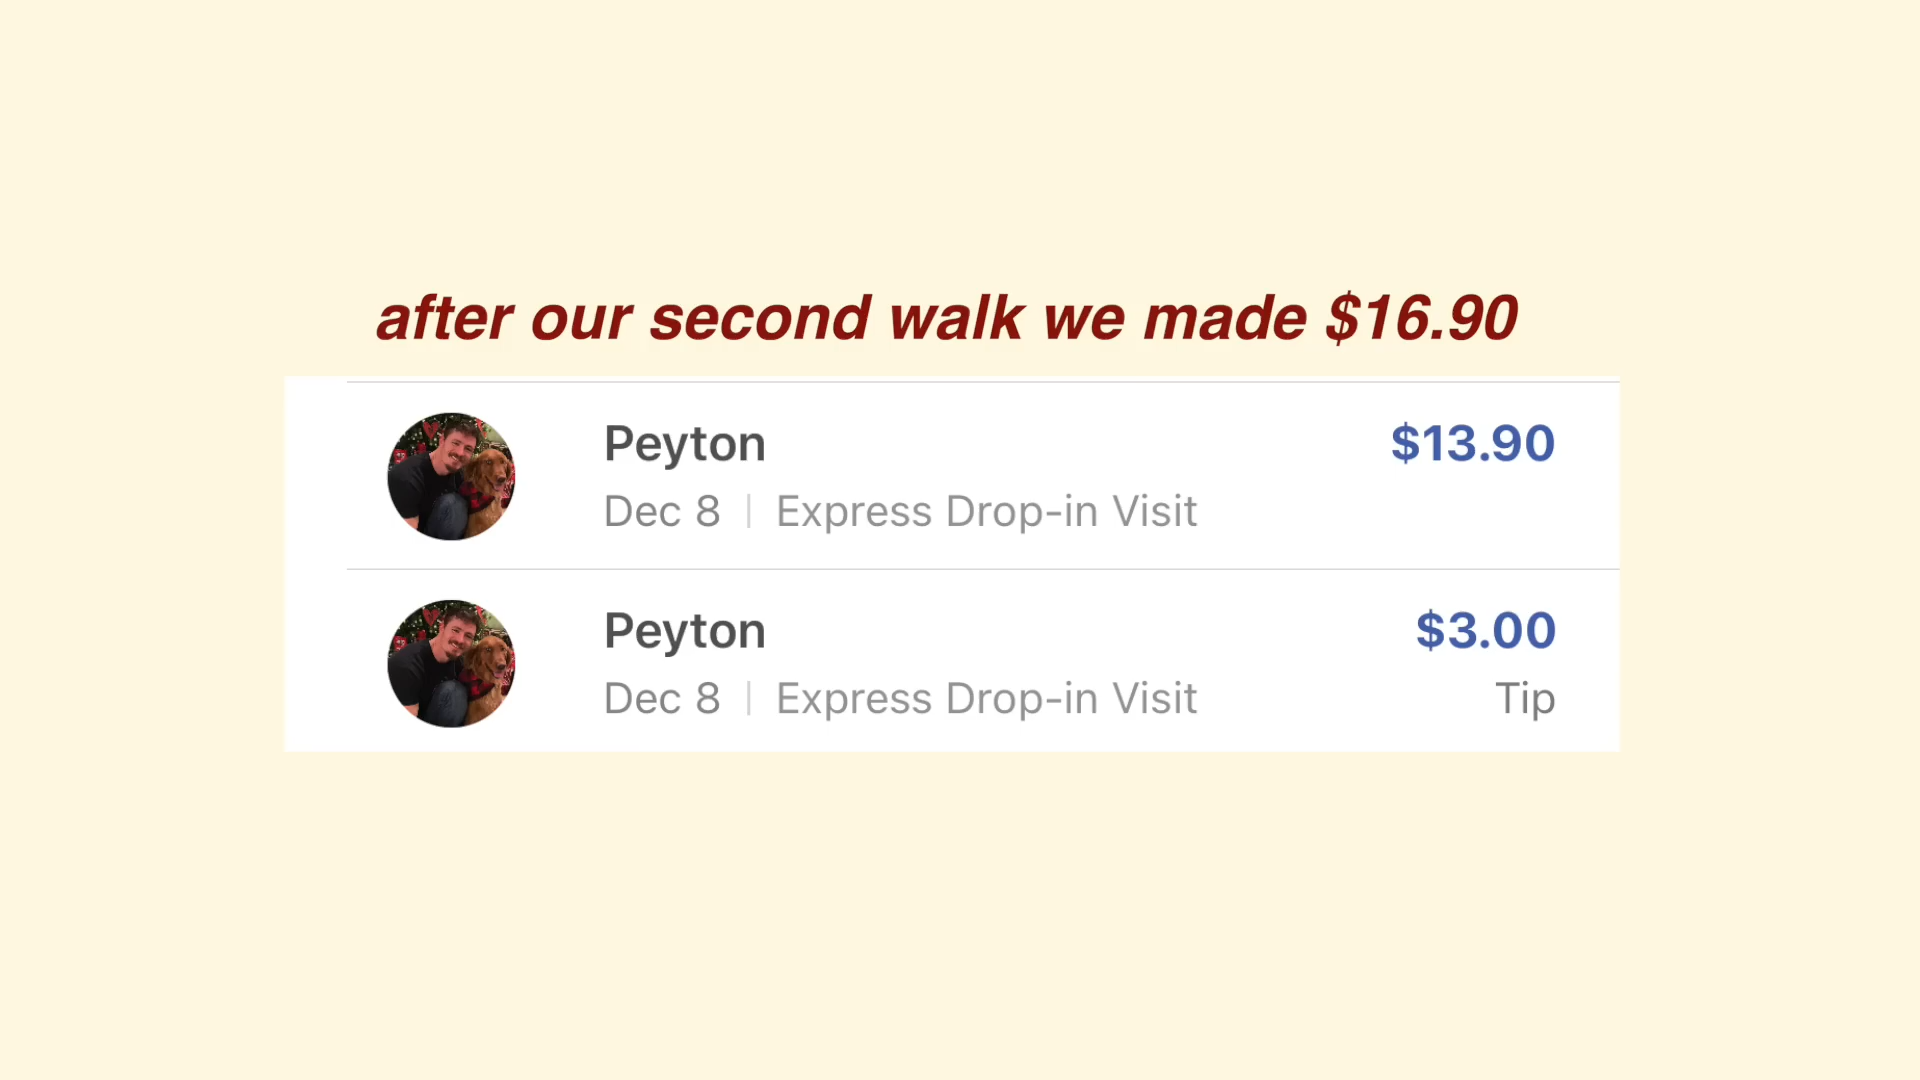 after our second walk we made $16.90
Peyton $13.90
Dec 8 | Express Drop-in Visit
Peyton $3.00
Dec 8 | Express Drop-in Visit Tip